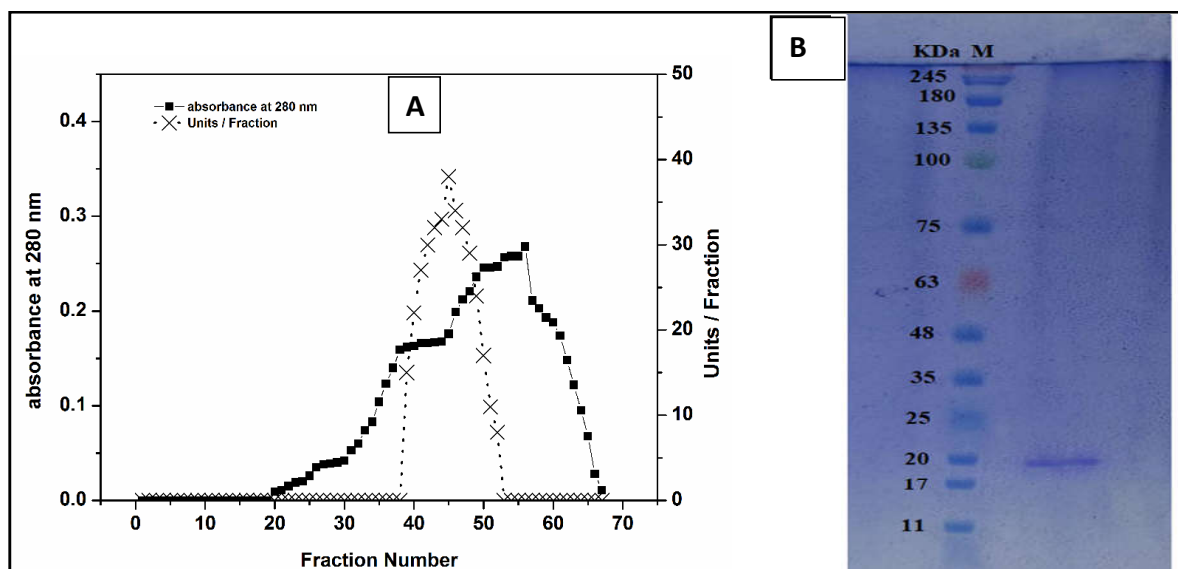 A
absorbance at 280 nm
Units / Fraction
absorbance at 280 nm
0.4
0.3
0.2
0.1
0.0
50
40
30
20
10
0
Units / Fraction
0 10 20 30 40 50 60 70
Fraction Number
B
KDa M
245
180
135
100
75
63
48
35
25
20
17
11